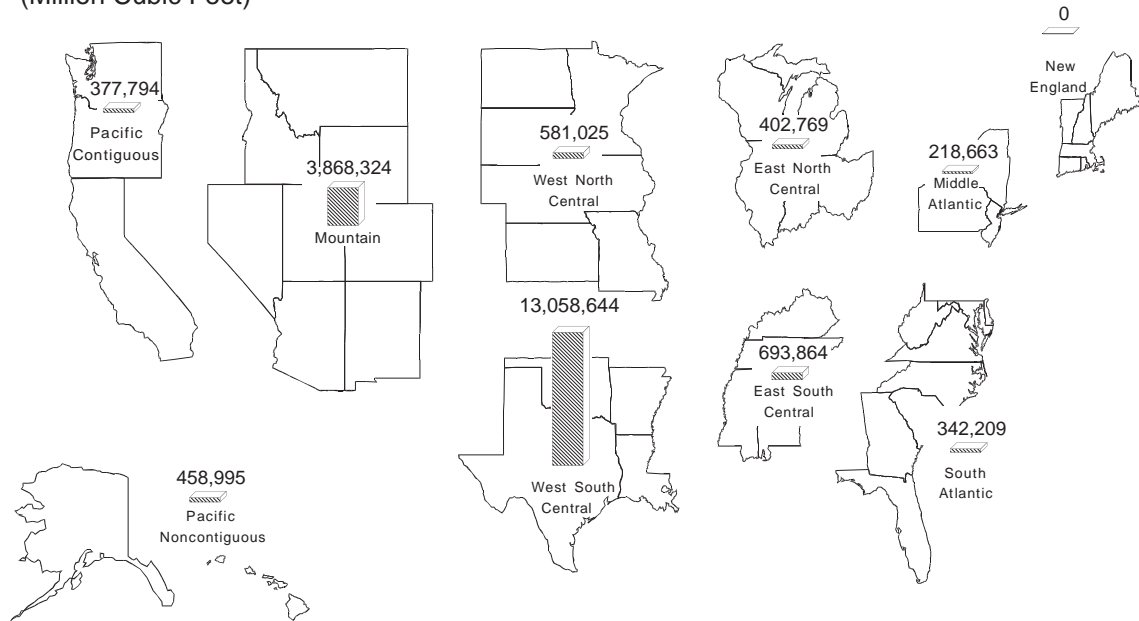 (Million Cubic Feet)
0
New
England
377,794
Pacific
Contiguous
3,868,324
Mountain
581,025
West North
Central
402,769
East North
Central
218,663
Middle
Atlantic
13,058,644
West South
Central
693,864
East South
Central
342,209
South
Atlantic
458,995
Pacific
Noncontiguous